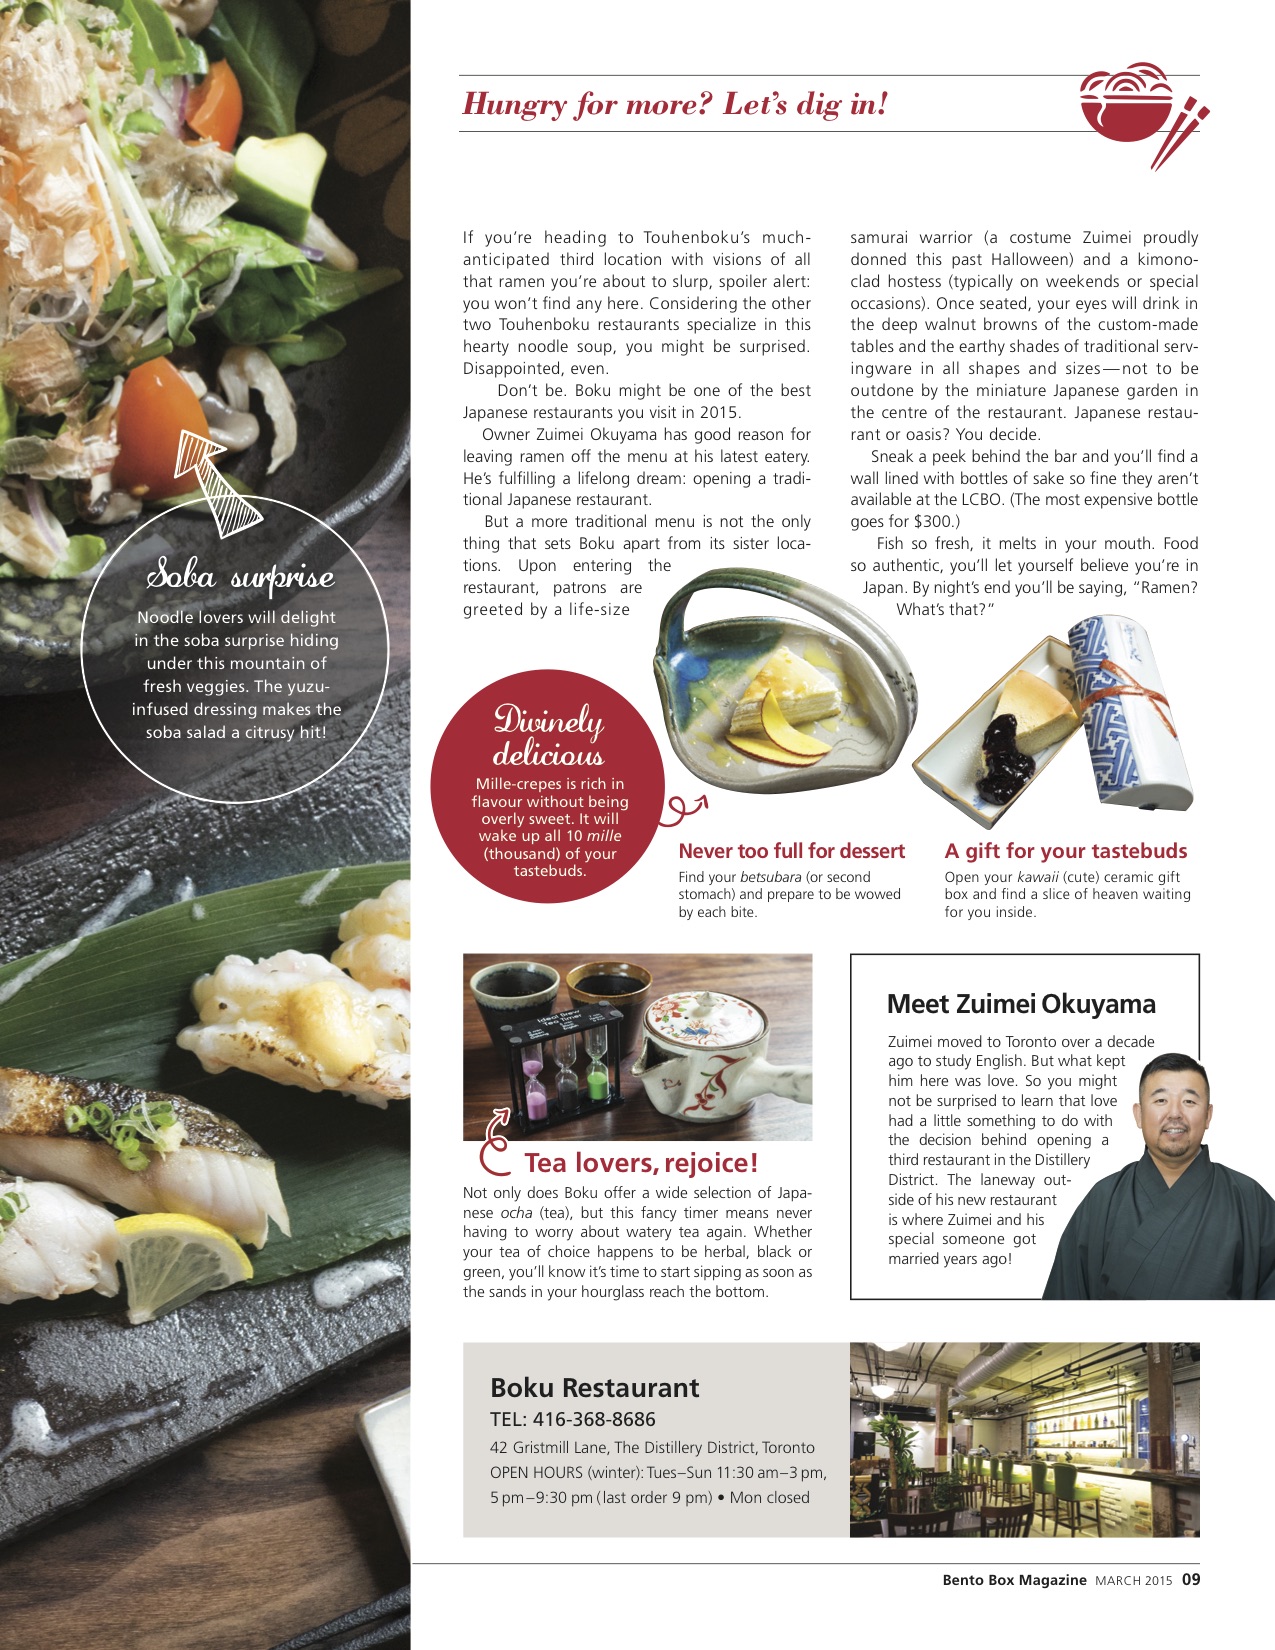 Hungry for more? Let's dig in!
If you're heading to Touhenboku's much-
anticipated third location with visions of all
that ramen you're about to slurp, spoiler alert:
you won't find any here. Considering the other
two Touhenboku restaurants specialize in this
hearty noodle soup, you might be surprised.
Disappointed, even.
Don't be. Boku might be one of the best
Japanese restaurants you visit in 2015.
Owner Zuimei Okuyama has good reason for
leaving ramen off the menu at his latest eatery.
He's fulfilling a lifelong dream: opening a tradi-
tional Japanese restaurant.
But a more traditional menu is not the only
thing that sets Boku apart from its sister loca-
tions. Upon entering the
restaurant, patrons are
greeted by a life-size
samurai warrior (a costume Zuimei proudly
donned this past Halloween) and a kimono-
clad hostess (typically on weekends or special
occasions). Once seated, your eyes will drink in
the deep walnut browns of the custom-made
tables and the earthy shades of traditional serv-
ingware in all shapes and sizes—not to be
outdone by the miniature Japanese garden in
the centre of the restaurant. Japanese restau-
rant or oasis? You decide.
Sneak a peek behind the bar and you'll find a
wall lined with bottles of sake so fine they aren't
available at the LCBO. (The most expensive bottle
goes for $300.)
Fish so fresh, it melts in your mouth. Food
so authentic, you'll let yourself believe you're in
Japan. By night's end you'll be saying, "Ramen?
What's that?"
Soba surprise
Noodle lovers will delight
in the soba surprise hiding
under this mountain of
fresh veggies. The yuzu-
infused dressing makes the
soba salad a citrusy hit!
Divinely
delicious
Mille-crepes is rich in
flavour without being
overly sweet. It will
wake up all 10 mille
(thousand) of your
tastebuds.
Never too full for dessert
Find your betsubara (or second
stomach) and prepare to be wowed
by each bite.
A gift for your tastebuds
Open your kawaii (cute) ceramic gift
box and find a slice of heaven waiting
for you inside.
Ideal Brew
Tea Timer
Tea lovers, rejoice!
Not only does Boku offer a wide selection of Japa-
nese ocha (tea), but this fancy timer means never
having to worry about watery tea again. Whether
your tea of choice happens to be herbal, black or
green, you'll know it's time to start sipping as soon as
the sands in your hourglass reach the bottom.
Meet Zuimei Okuyama
Zuimei moved to Toronto over a decade
ago to study English. But what kept
him here was love. So you might
not be surprised to learn that love
had a little something to do with
the decision behind opening a
third restaurant in the Distillery
District. The laneway out-
side of his new restaurant
is where Zuimei and his
special someone got
married years ago!
Boku Restaurant
TEL: 416-368-8686
42 Gristmill Lane, The Distillery District, Toronto
OPEN HOURS (winter): Tues–Sun 11:30 am–3 pm,
5 pm–9:30 pm (last order 9 pm) • Mon closed
Bento Box Magazine MARCH 2015 09